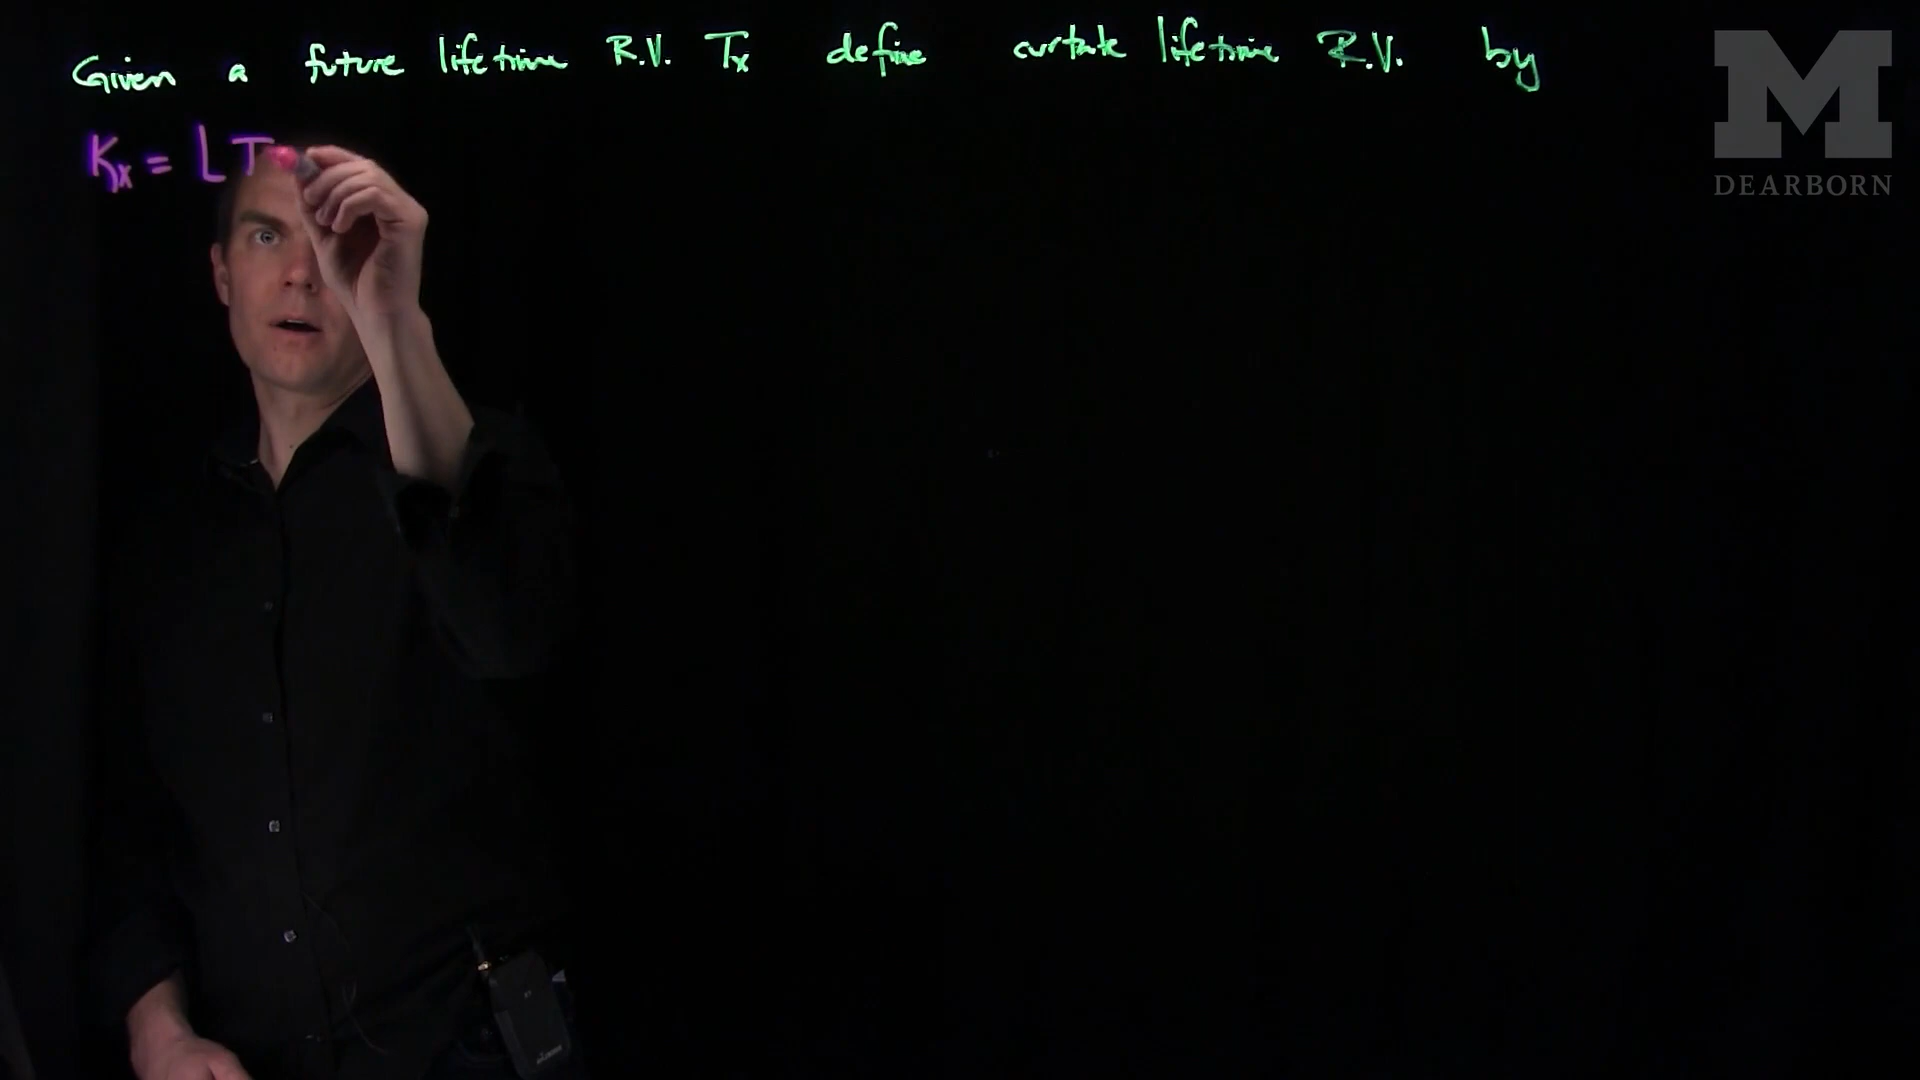 Given a future lifetime R.V. Tx define curtate lifetime R.V. by
Kx = ⌊ T
M
DEARBORN